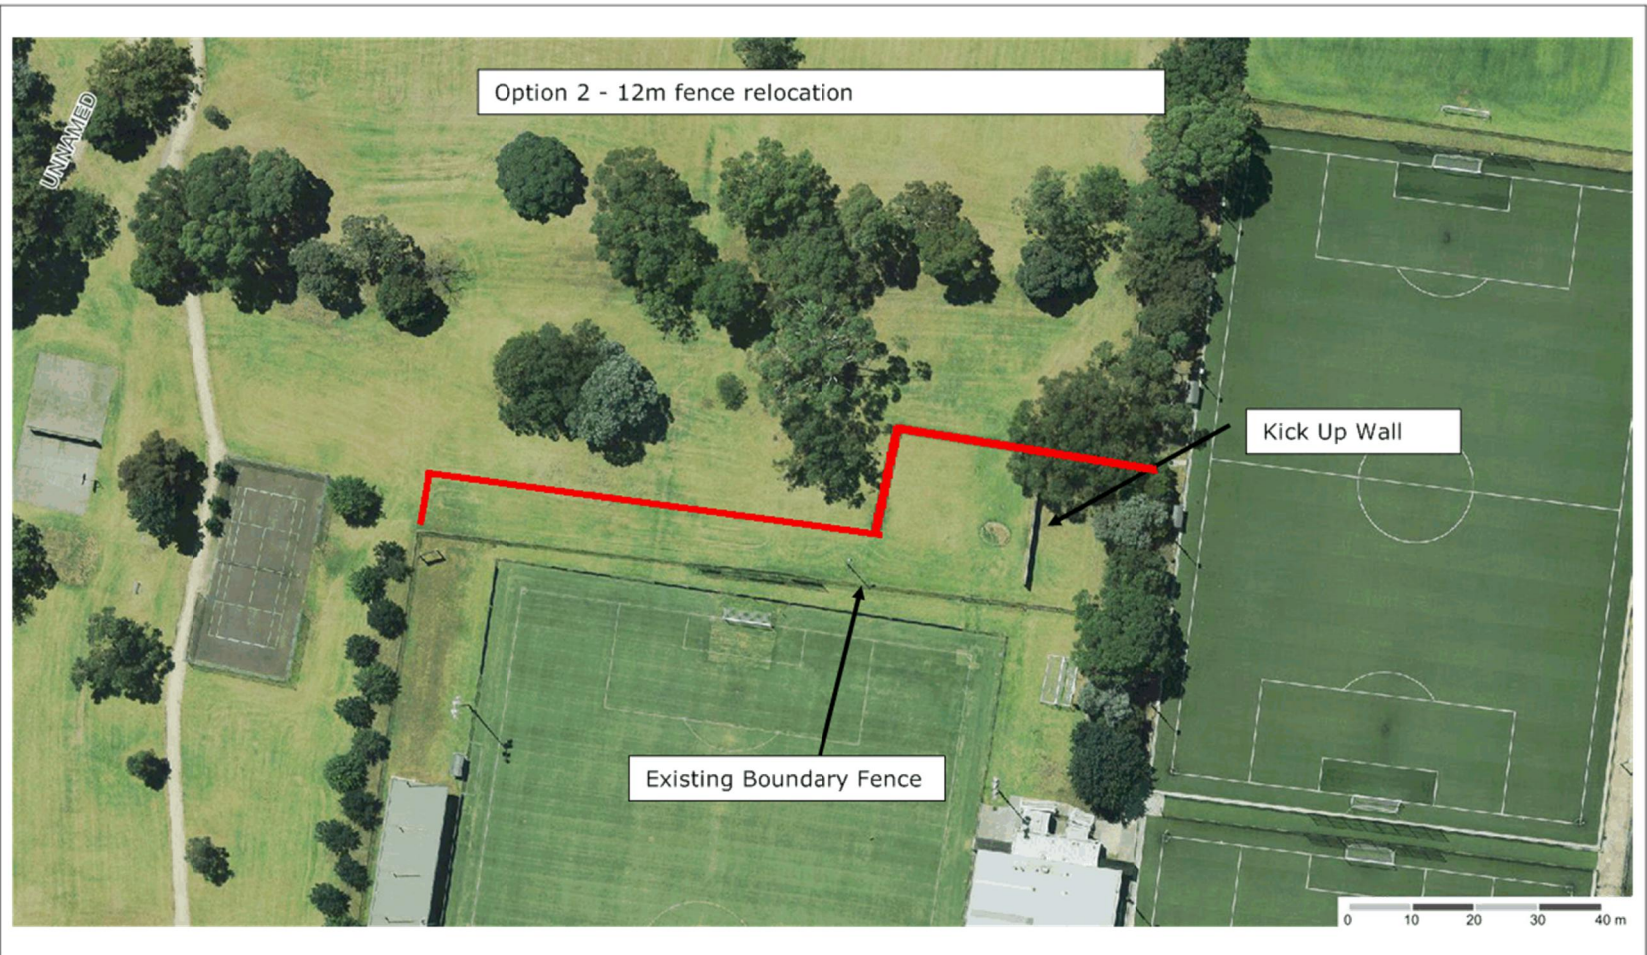 Option 2 - 12m fence relocation
UNNAMED
Kick Up Wall
Existing Boundary Fence
0 10 20 30 40 m